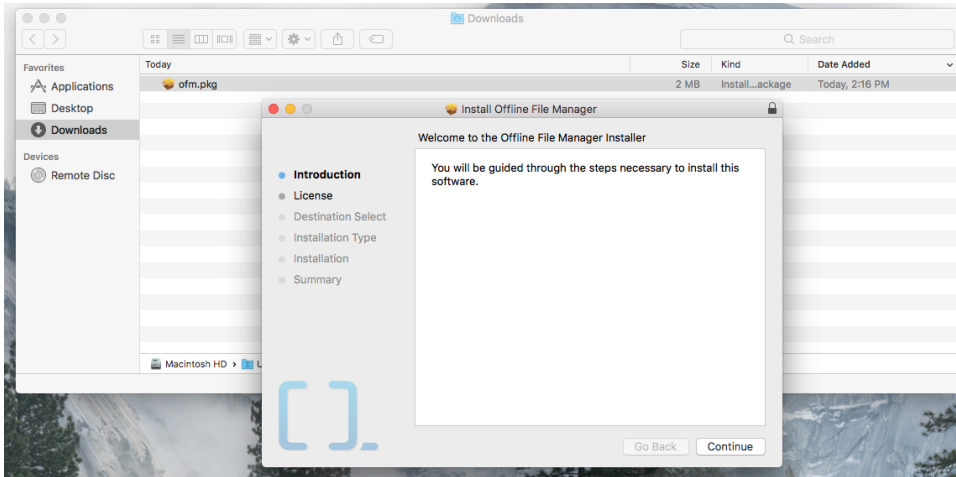 Downloads
Search
Favorites
Applications
Desktop
Downloads
Devices
Remote Disc
Today Size Kind Date Added
ofm.pkg 2 MB Install...ackage Today, 2:16 PM
Macintosh HD › U
Install Offline File Manager
Welcome to the Offline File Manager Installer
Introduction
License
Destination Select
Installation Type
Installation
Summary
You will be guided through the steps necessary to install this
software.
Go Back Continue